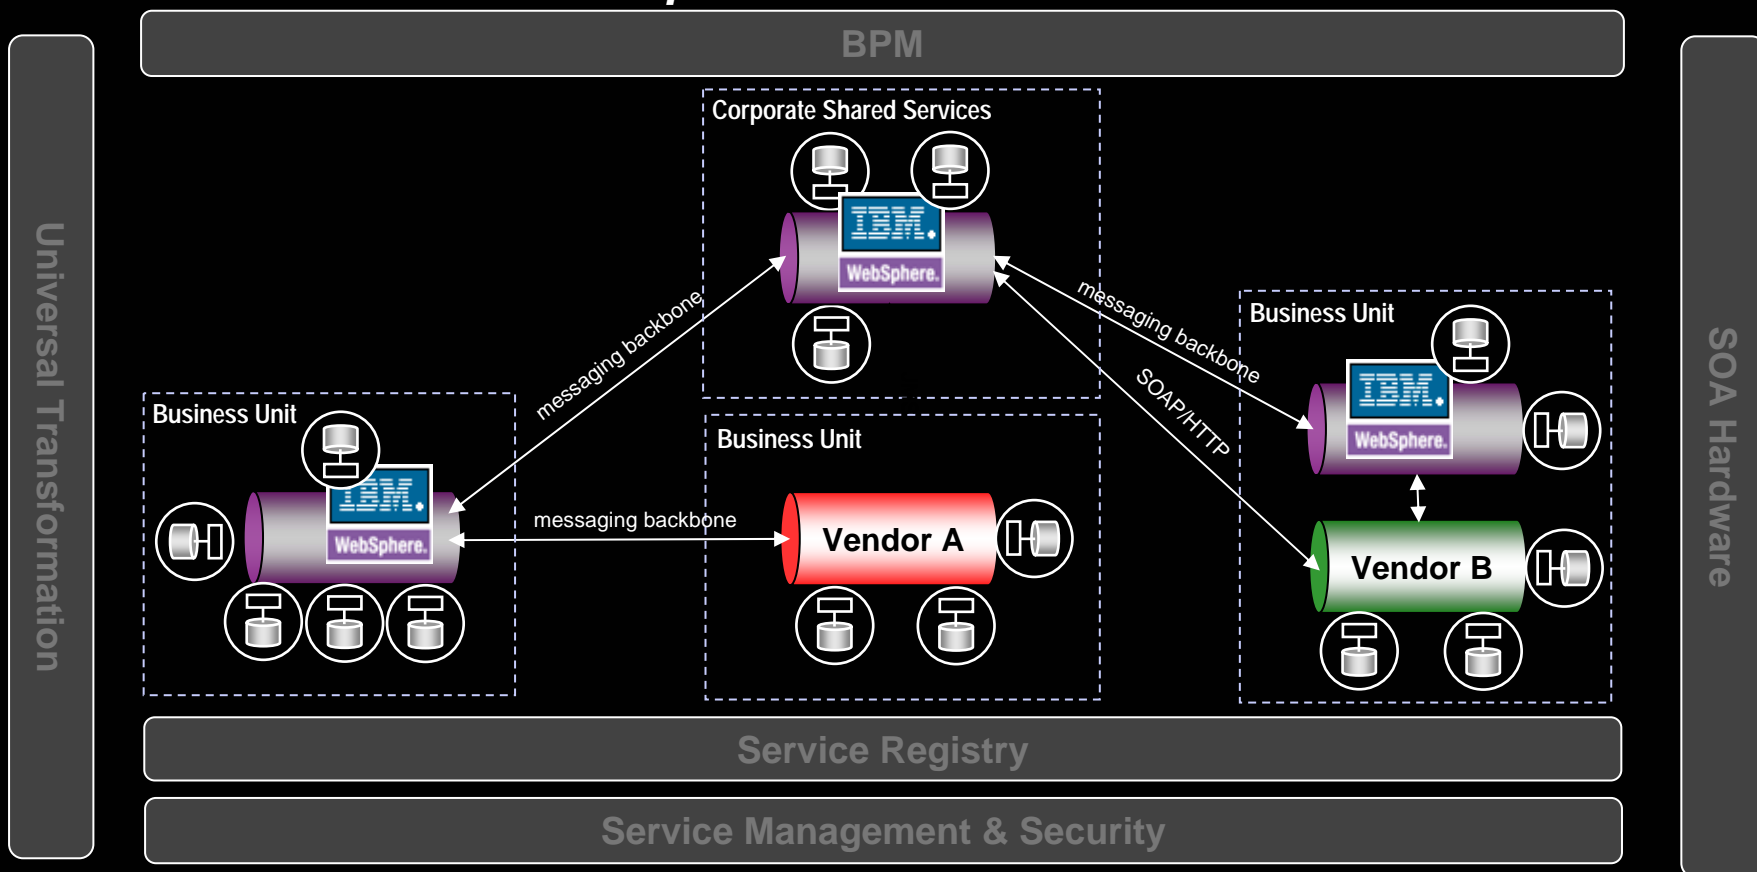 BPM
Universal Transformation
SOA Hardware
Corporate Shared Services
IBM.
WebSphere.
messaging backbone
messaging backbone
SOAP/HTTP
Business Unit
IBM.
WebSphere.
Business Unit
IBM.
WebSphere.
messaging backbone
Business Unit
Vendor A
Vendor B
Service Registry
Service Management & Security